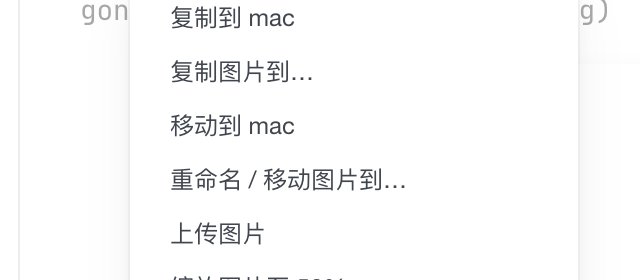 gon
g)
复制到 mac
复制图片到…
移动到 mac
重命名 / 移动图片到…
上传图片